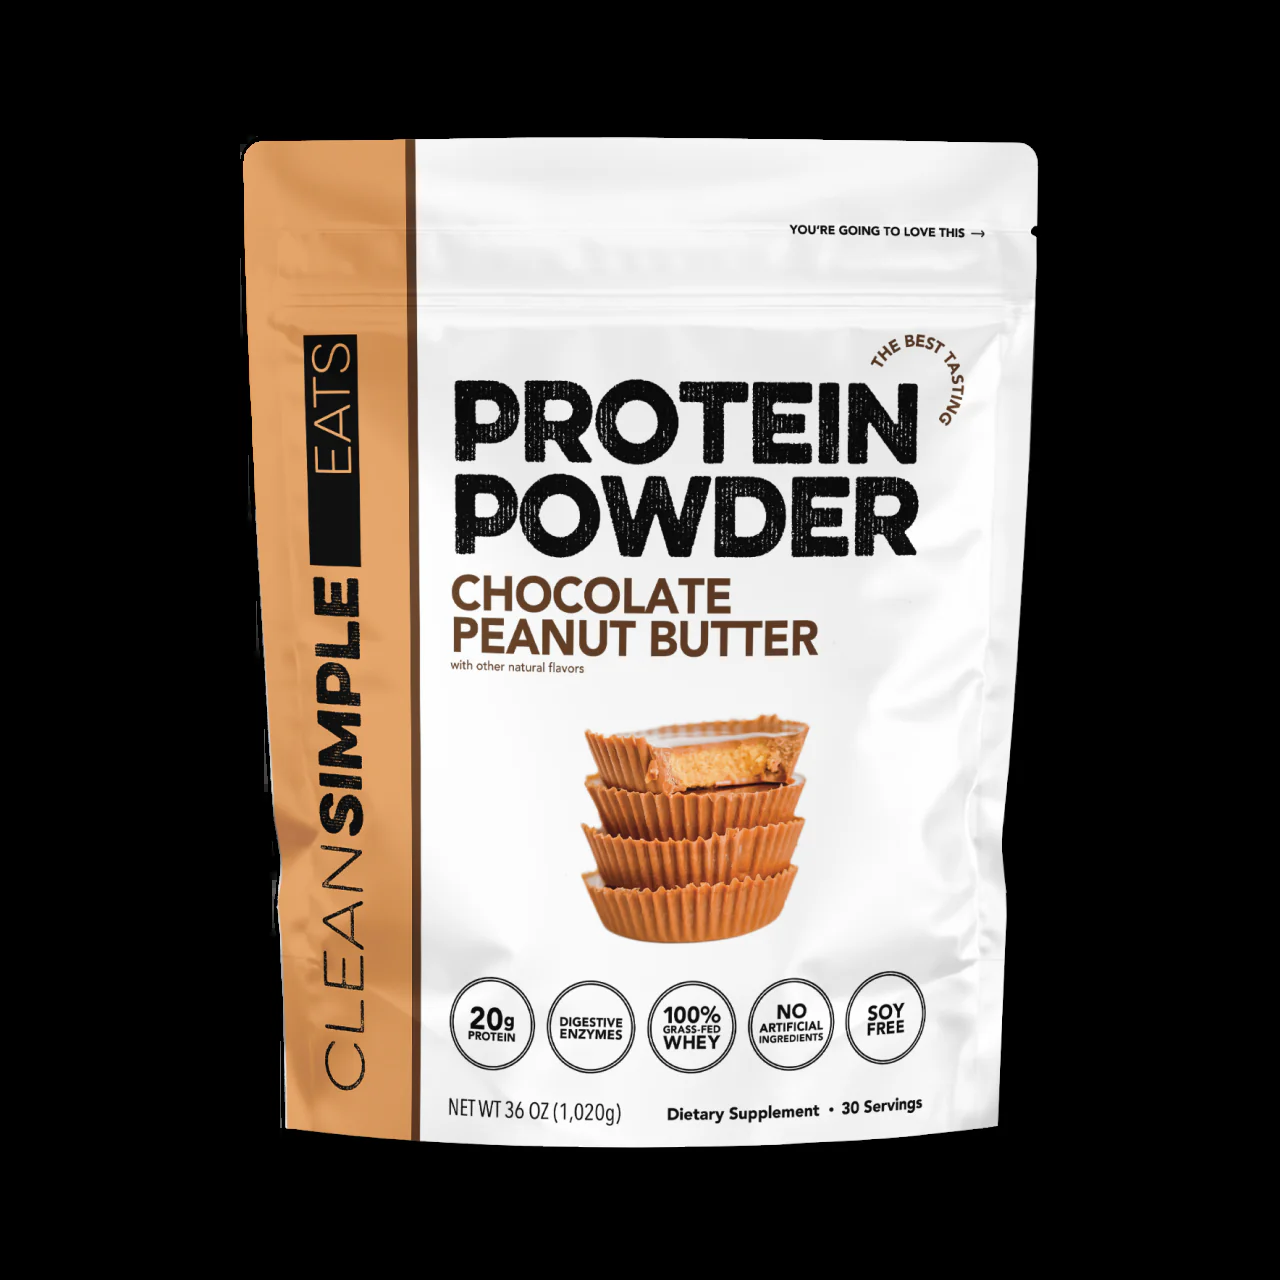 YOU'RE GOING TO LOVE THIS →
THE BEST TASTING
PROTEIN
POWDER
CHOCOLATE
PEANUT BUTTER
with other natural flavors
CLEANSIMPLE EATS
20g
PROTEIN
DIGESTIVE
ENZYMES
100%
GRASS-FED
WHEY
NO
ARTIFICIAL
INGREDIENTS
SOY
FREE
NET WT 36 OZ (1,020g)
Dietary Supplement • 30 Servings